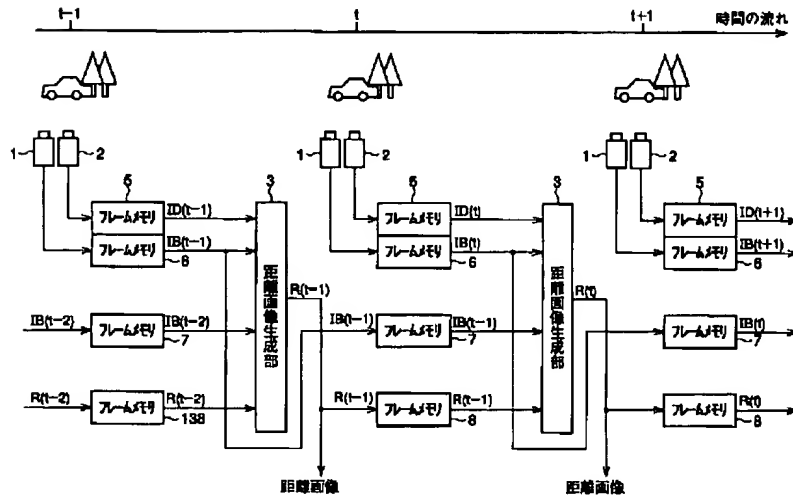 t-1
t
t+1
時間の流れ
1
2
1
2
1
2
5
フレームメモリ
ID(t-1)
フレームメモリ
IB(t-1)
6
3
距離画像生成部
R(t-1)
IB(t-2)
フレームメモリ
IB(t-2)
7
R(t-2)
フレームメモリ
R(t-2)
138
距離画像
5
フレームメモリ
ID(t)
フレームメモリ
IB(t)
6
3
距離画像生成部
R(t)
IB(t-1)
フレームメモリ
IB(t-1)
7
R(t-1)
フレームメモリ
R(t-1)
8
距離画像
5
フレームメモリ
ID(t+1)
フレームメモリ
IB(t+1)
6
フレームメモリ
IB(t)
7
フレームメモリ
R(t)
8